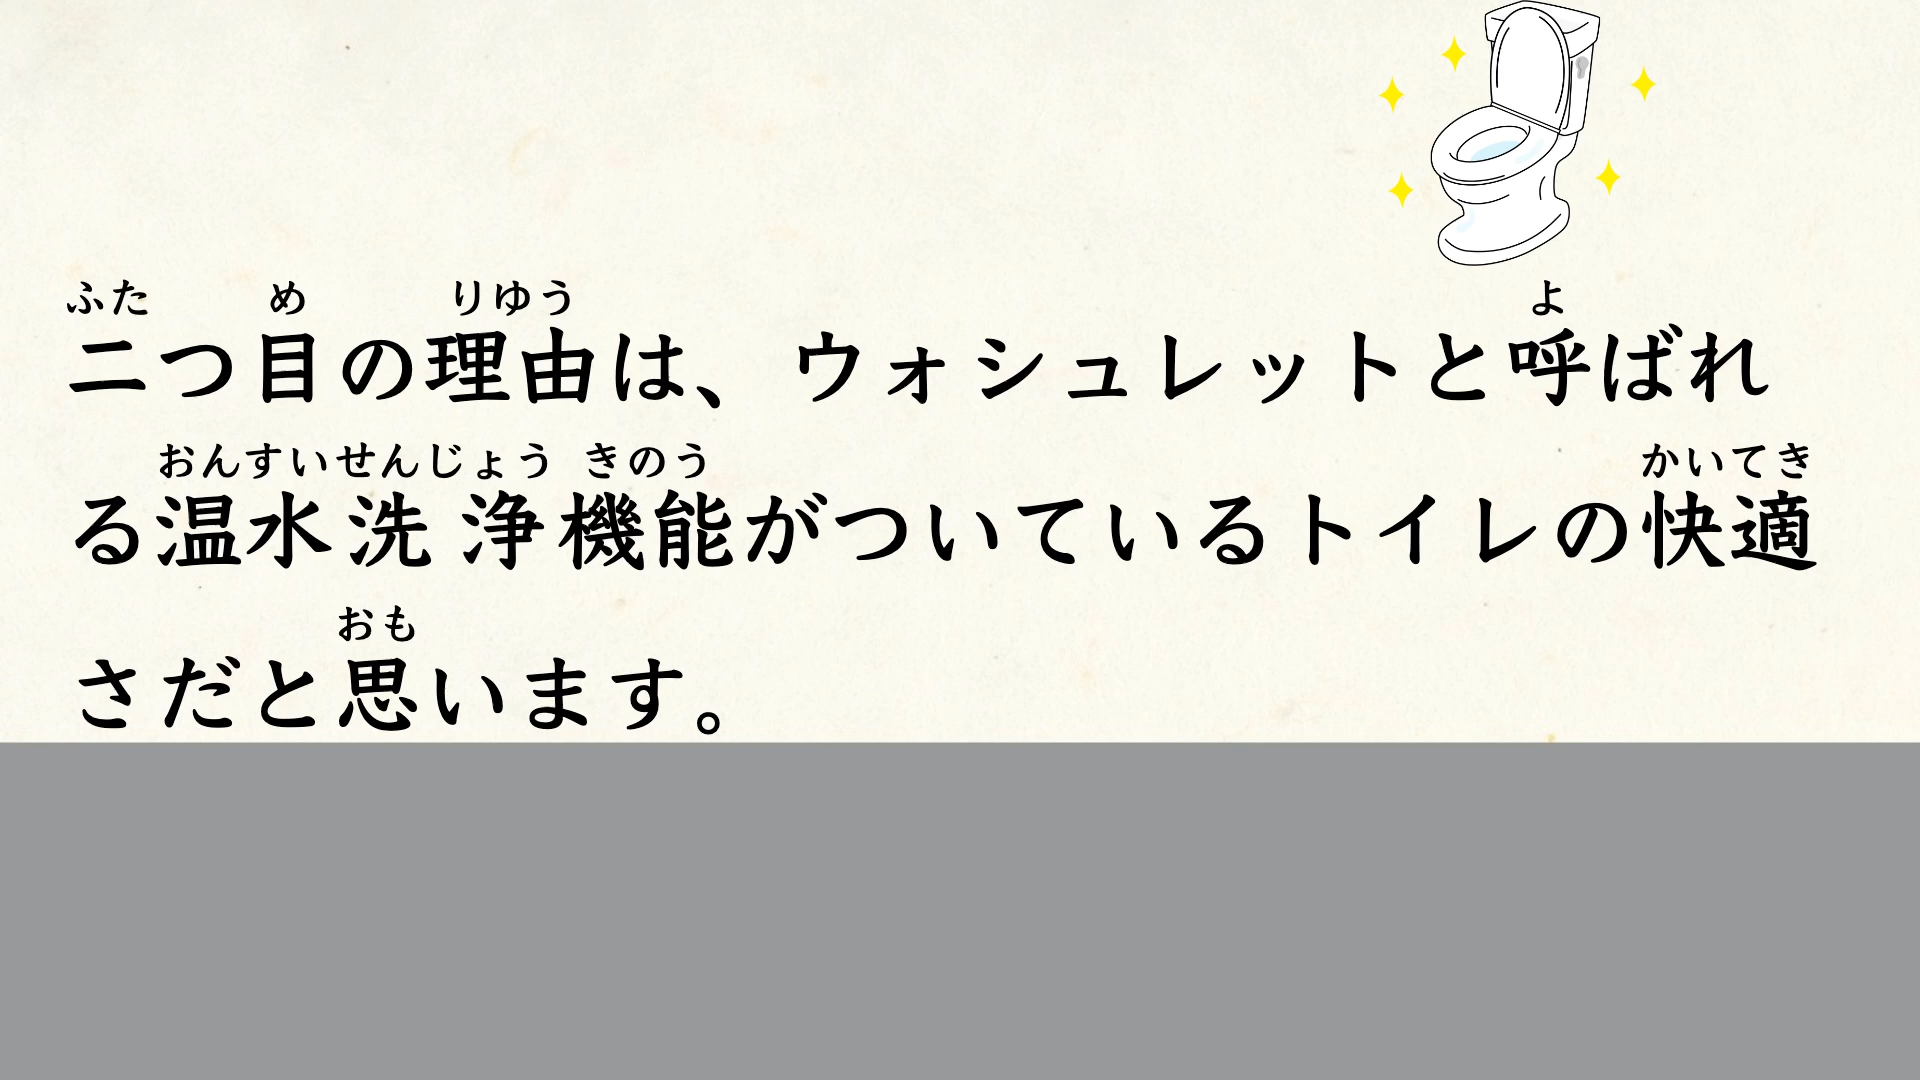 ふた め りゆう よ
二つ目の理由は、ウォシュレットと呼ばれ
おんすいせんじょう きのう かいてき
る温水洗浄機能がついているトイレの快適
おも
さだと思います。